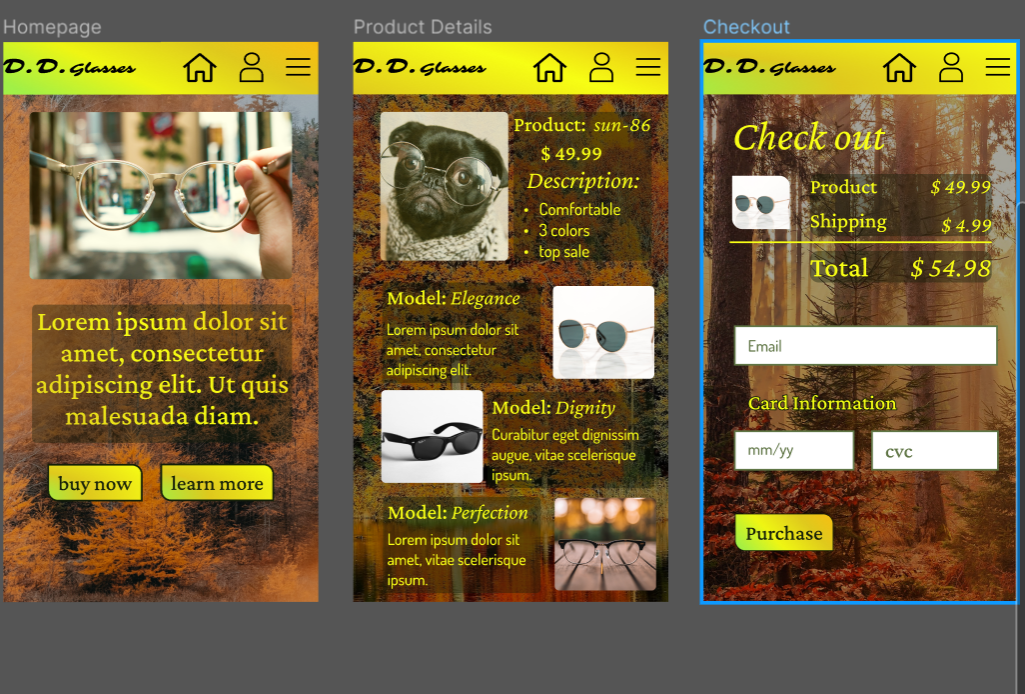 Homepage
D.D.Glasses
Lorem ipsum dolor sit
amet, consectetur
adipiscing elit. Ut quis
malesuada diam.
buy now
learn more
Product Details
D.D.Glasses
Product: sun-86
$ 49.99
Description:
• Comfortable
• 3 colors
• top sale
Model: Elegance
Lorem ipsum dolor sit
amet, consectetur
adipiscing elit.
Model: Dignity
Curabitur eget dignissim
augue, vitae scelerisque
ipsum.
Model: Perfection
Lorem ipsum dolor sit
amet, vitae scelerisque
ipsum.
Checkout
D.D.Glasses
Check out
Product $ 49.99
Shipping $ 4.99
Total $ 54.98
Email
Card Information
mm/yy cvc
Purchase